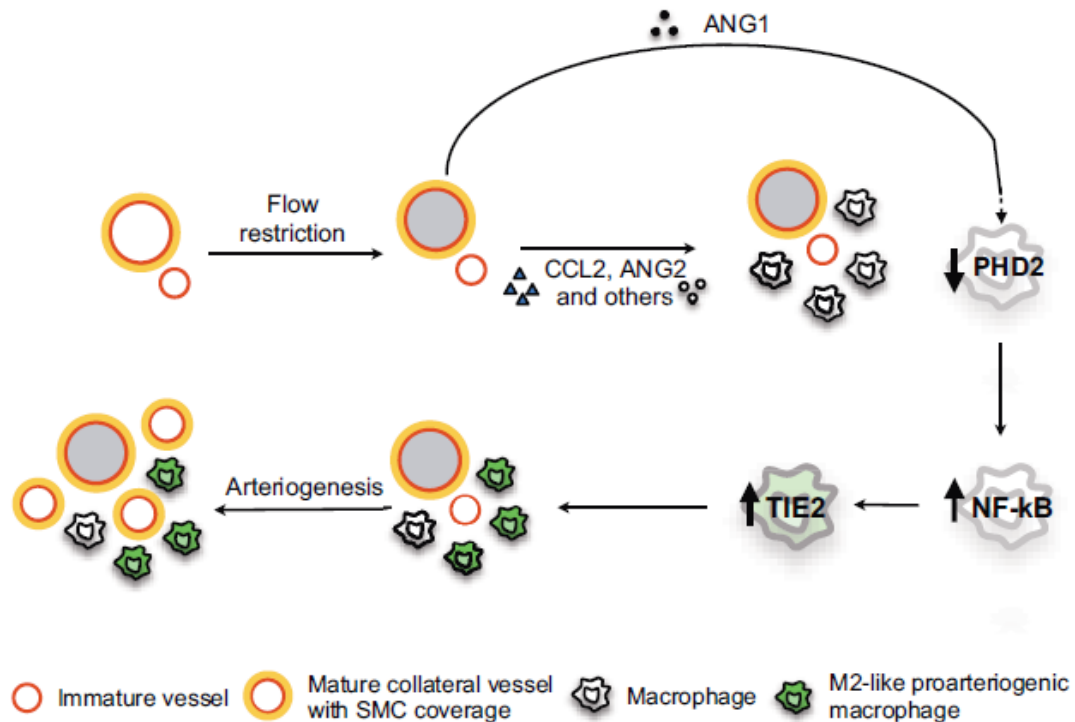 ANG1
Flow
restriction
CCL2, ANG2
and others
PHD2
NF-kB
TIE2
Arteriogenesis
Immature vessel
Mature collateral vessel
with SMC coverage
Macrophage
M2-like proarteriogenic
macrophage